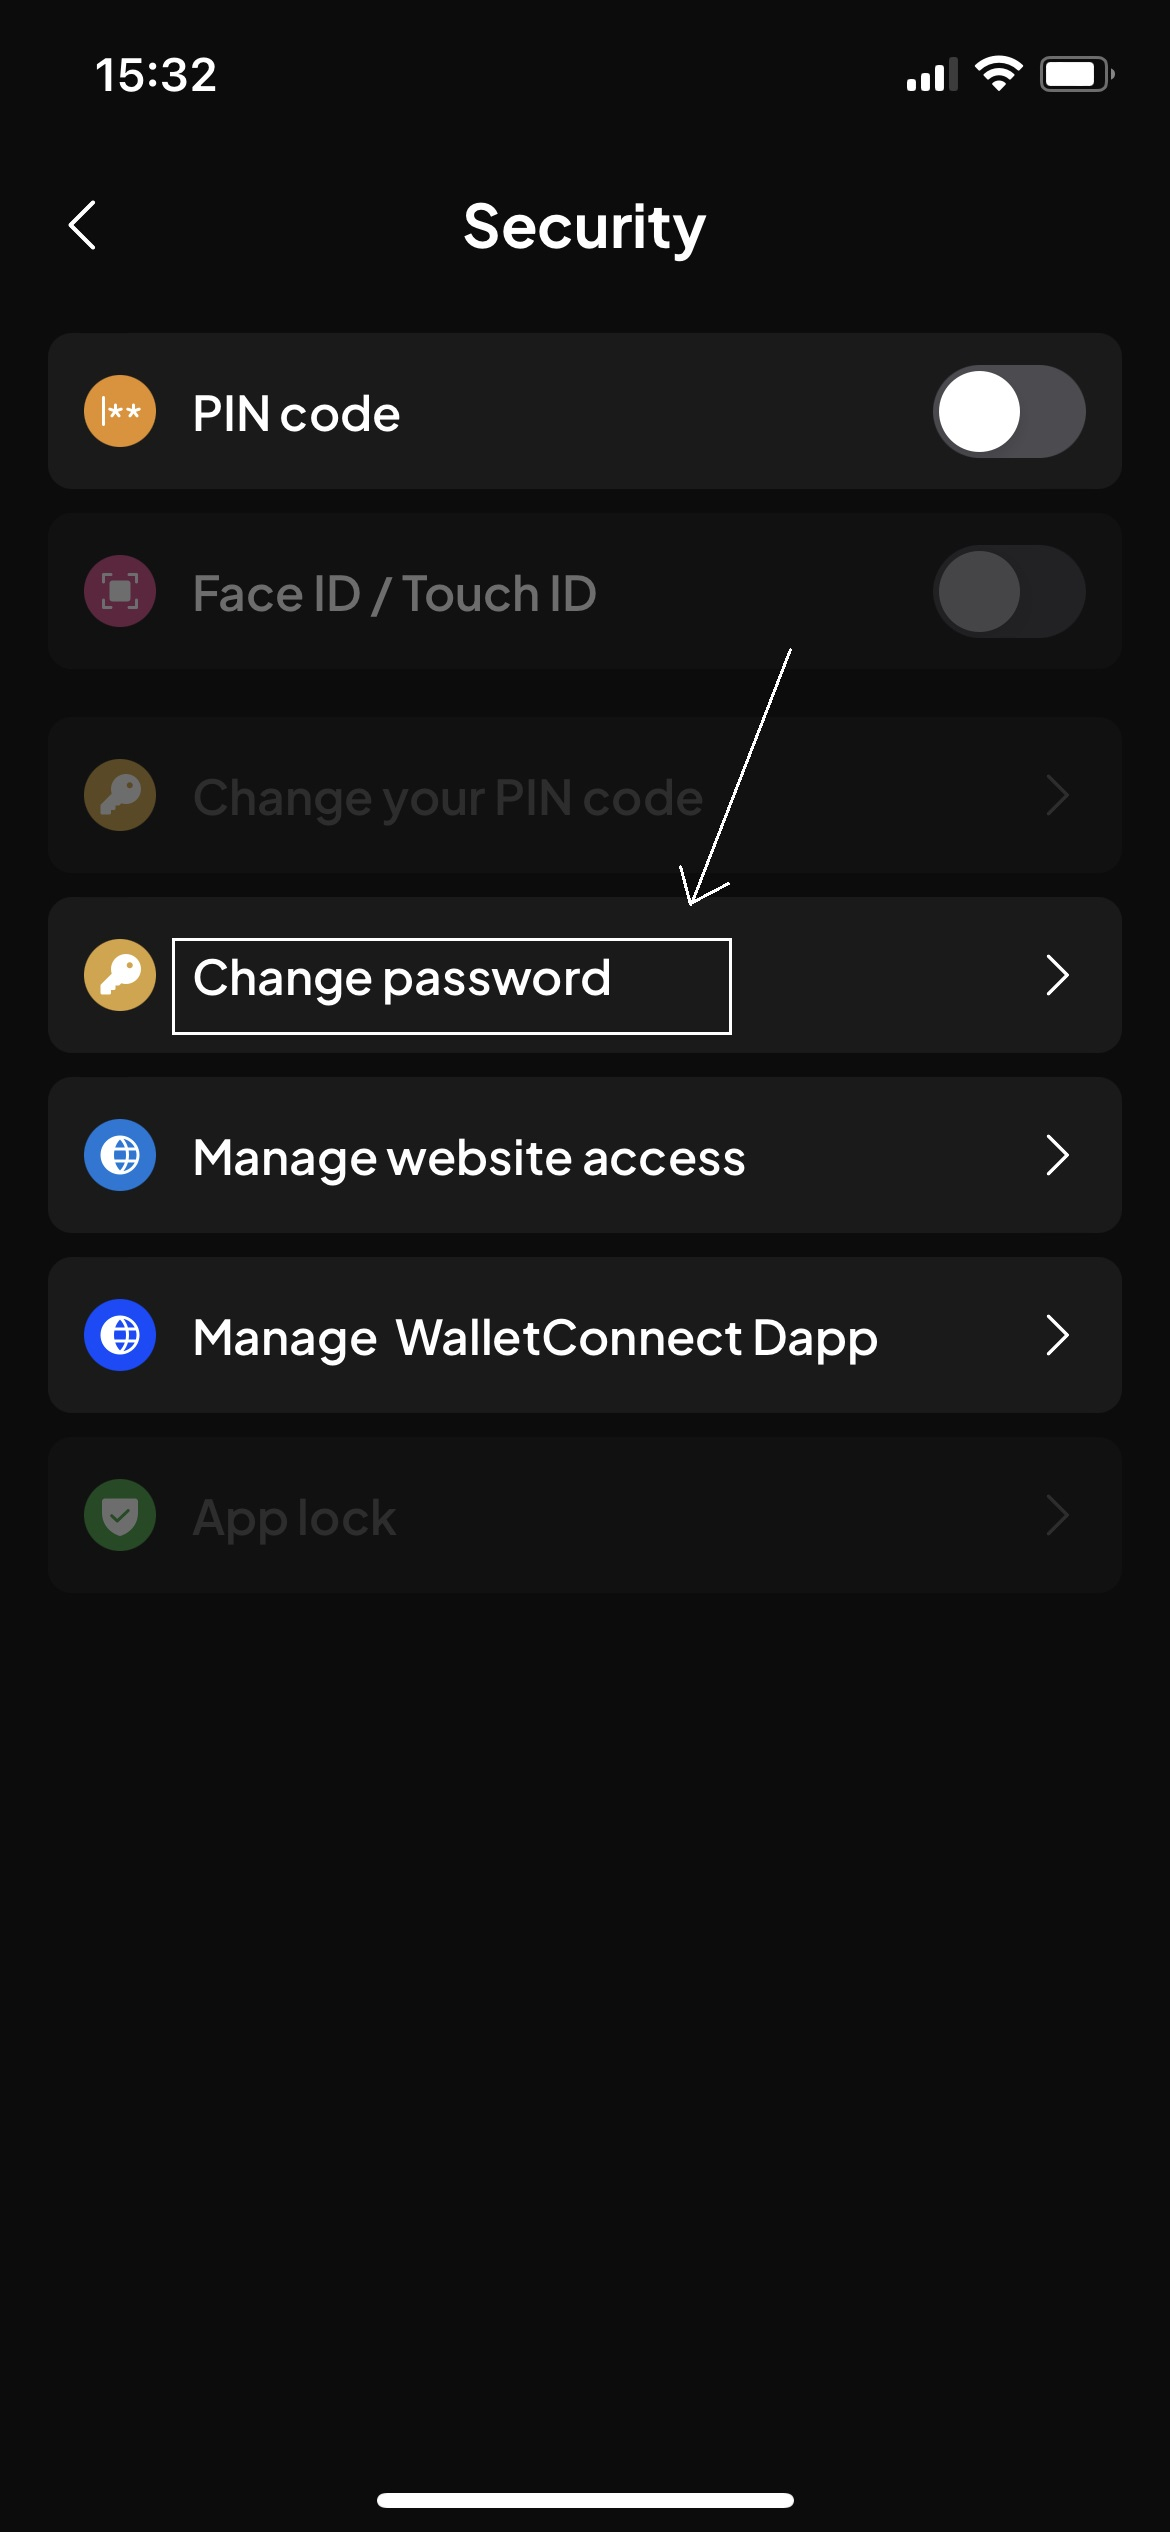 15:32
Security
PIN code
Face ID / Touch ID
Change your PIN code
Change password
Manage website access
Manage  WalletConnect Dapp
App lock